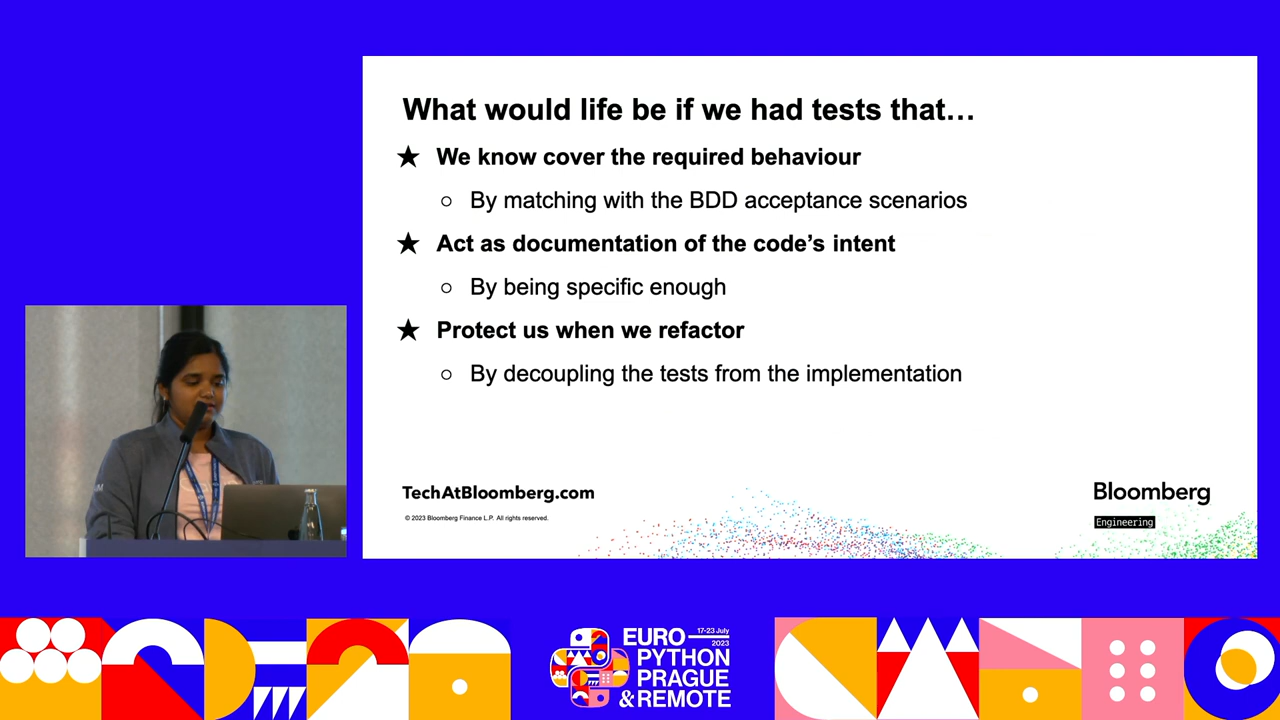 What would life be if we had tests that…
★ We know cover the required behaviour
○ By matching with the BDD acceptance scenarios
★ Act as documentation of the code’s intent
○ By being specific enough
★ Protect us when we refactor
○ By decoupling the tests from the implementation
TechAtBloomberg.com
© 2023 Bloomberg Finance L.P. All rights reserved.
Bloomberg
Engineering
EURO
17-23 July
2023
PYTHON
PRAGUE
& REMOTE